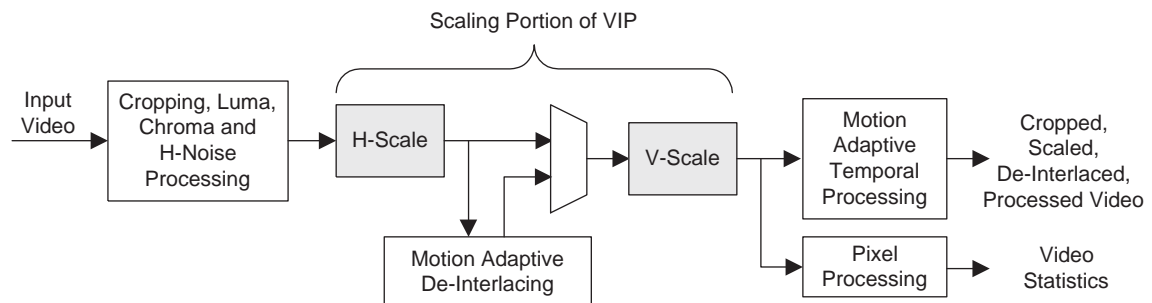 Scaling Portion of VIP
Input
Video
Cropping, Luma,
Chroma and
H-Noise
Processing
H-Scale
Motion Adaptive
De-Interlacing
V-Scale
Motion
Adaptive
Temporal
Processing
Cropped,
Scaled,
De-Interlaced,
Processed Video
Pixel
Processing
Video
Statistics